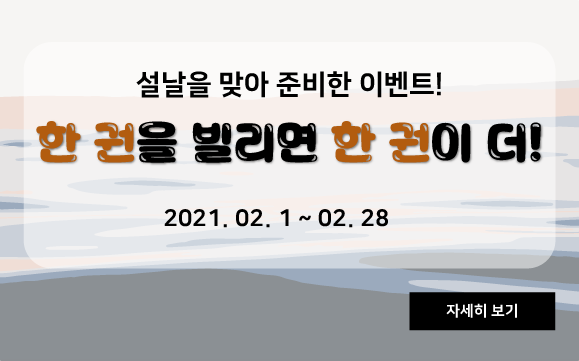 설날을 맞아 준비한 이벤트!
한 권을 빌리면 한 권이 더!
2021. 02. 1 ~ 02. 28
자세히 보기